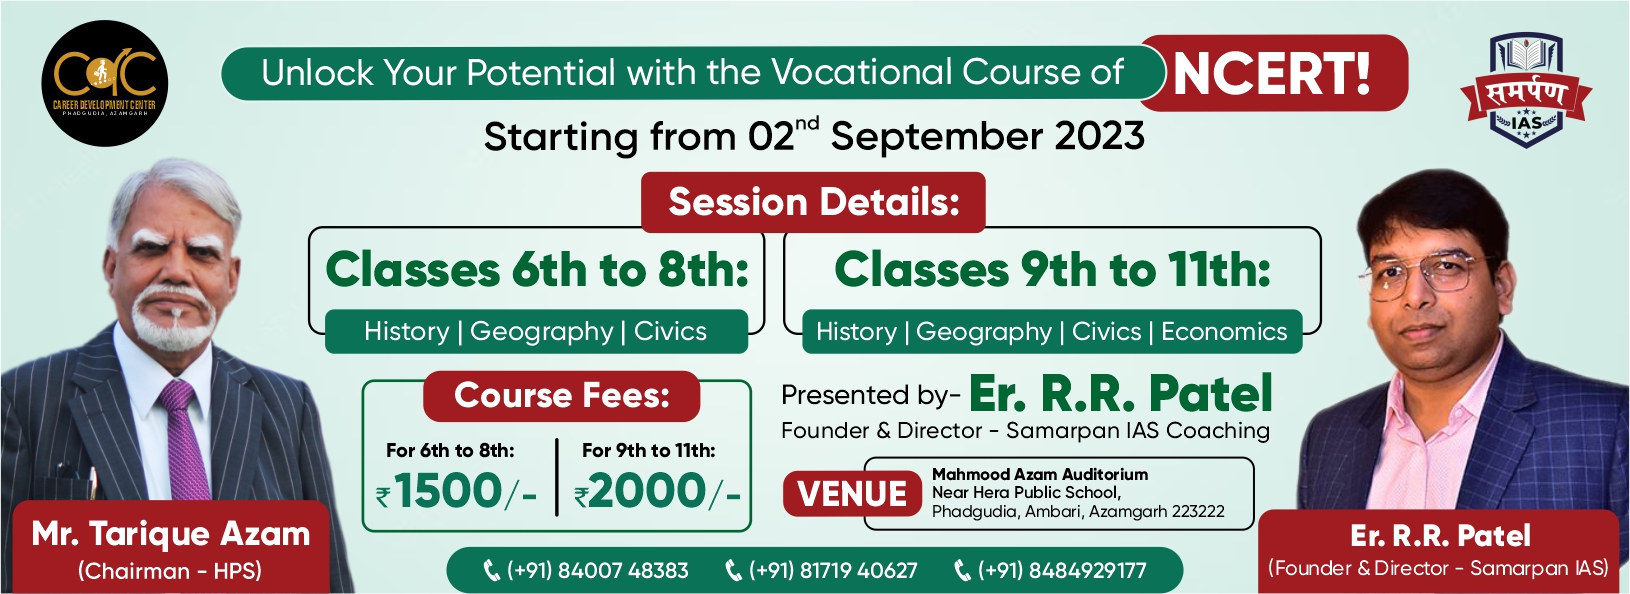 CDC
CAREER DEVELOPMENT CENTER
PHADGUDIA, AZAMGARH
Unlock Your Potential with the Vocational Course of NCERT!
समर्पण
IAS
Starting from 02nd September 2023
Session Details:
Classes 6th to 8th:
History | Geography | Civics
Classes 9th to 11th:
History | Geography | Civics | Economics
Course Fees:
For 6th to 8th:
₹1500/-
For 9th to 11th:
₹2000/-
Presented by- Er. R.R. Patel
Founder & Director - Samarpan IAS Coaching
VENUE
Mahmood Azam Auditorium
Near Hera Public School,
Phadgudia, Ambari, Azamgarh 223222
Mr. Tarique Azam
(Chairman - HPS)
Er. R.R. Patel
(Founder & Director - Samarpan IAS)
(+91) 84007 48383
(+91) 81719 40627
(+91) 8484929177